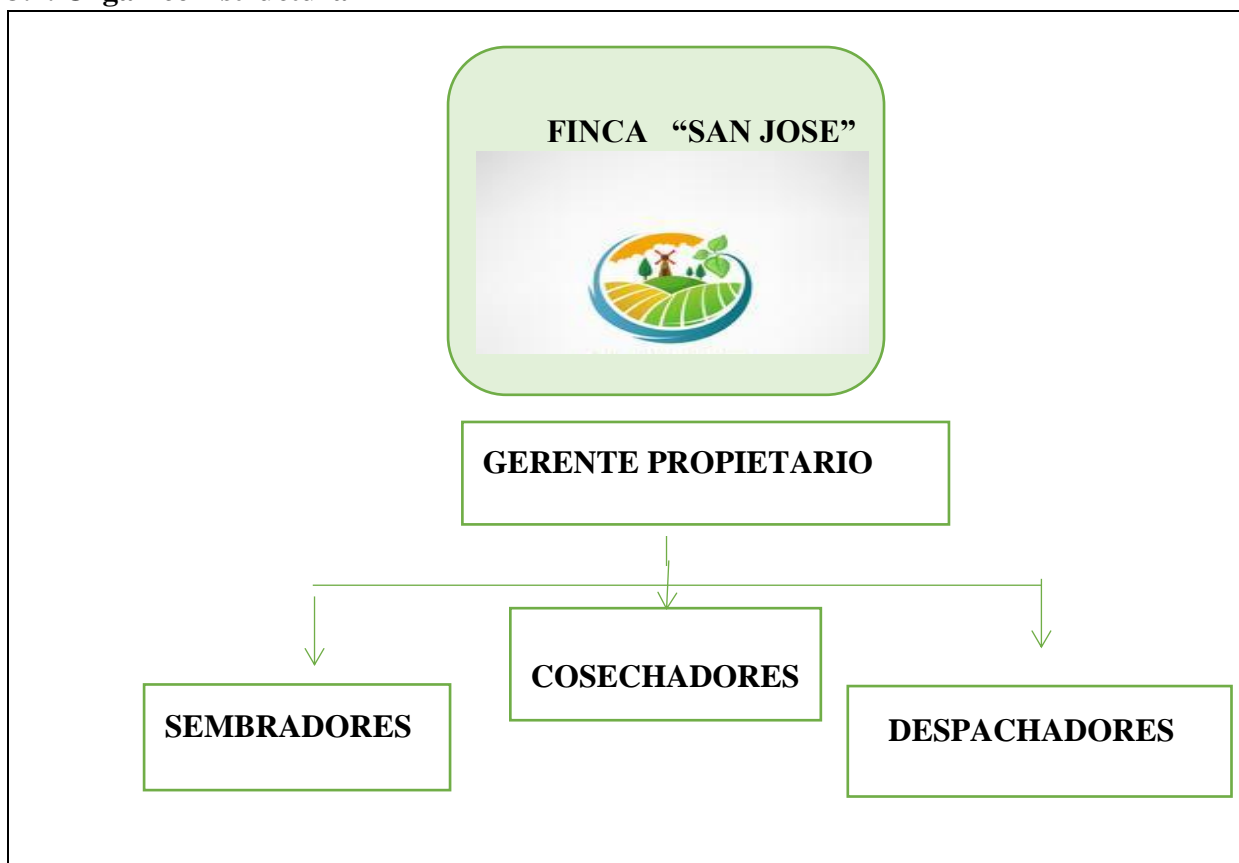 FINCA “SAN JOSE”
GERENTE PROPIETARIO
COSECHADORES
SEMBRADORES
DESPACHADORES